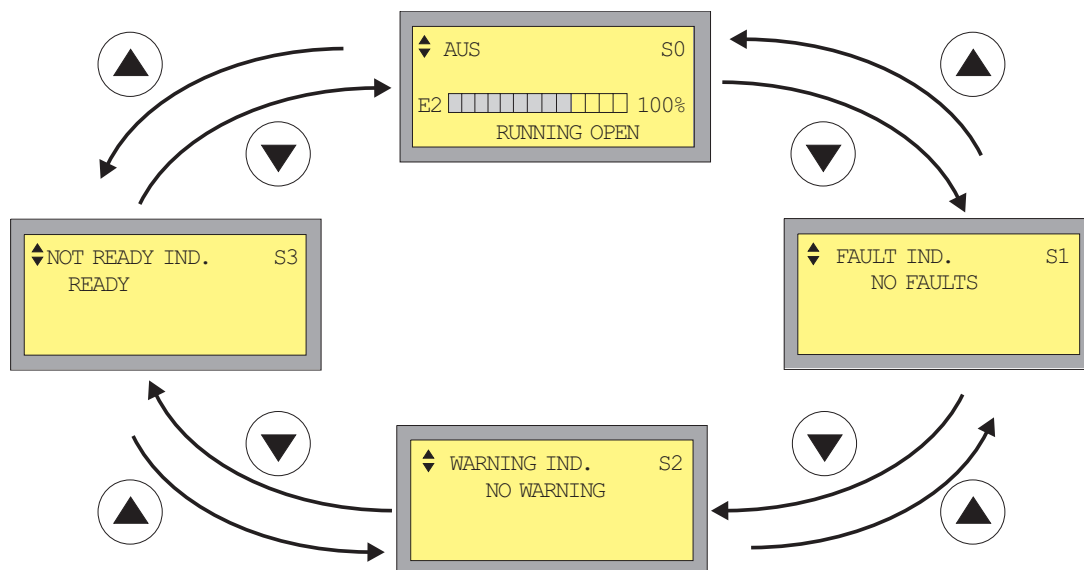 AUS S0
E2 100%
RUNNING OPEN
NOT READY IND. S3
READY
FAULT IND. S1
NO FAULTS
WARNING IND. S2
NO WARNING